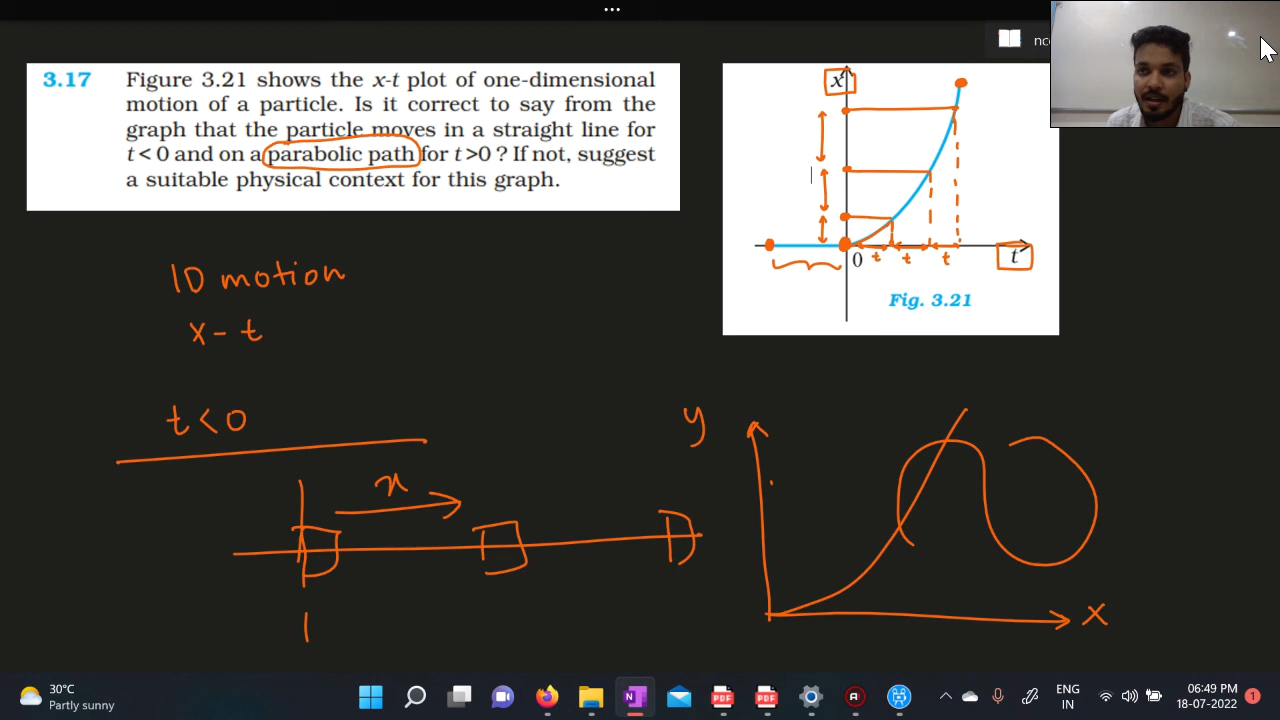 •••
nc
3.17 Figure 3.21 shows the x-t plot of one-dimensional
motion of a particle. Is it correct to say from the
graph that the particle moves in a straight line for
t < 0 and on a parabolic path for t >0 ? If not, suggest
a suitable physical context for this graph.
x
0 t t t t
Fig. 3.21
1D motion
x - t
t < 0
x
y
x
30°C
Partly sunny
ENG
IN
06:49 PM
18-07-2022
1